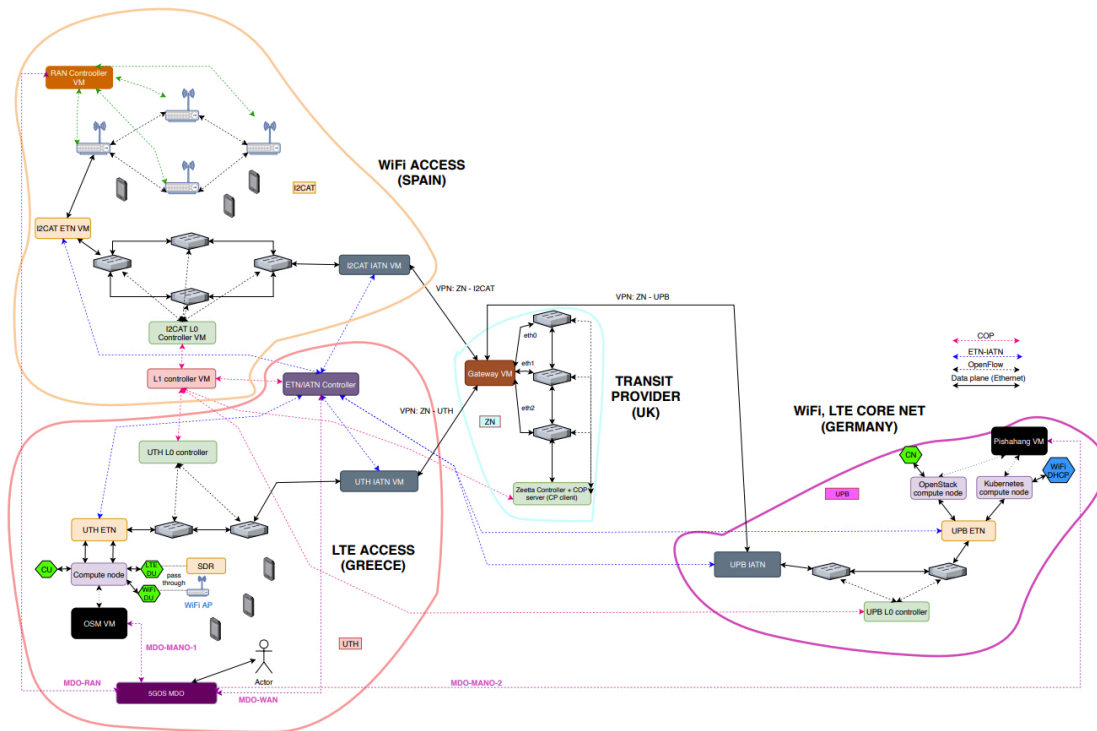 RAN Controoller
VM
WiFi ACCESS
(SPAIN)
I2CAT
I2CAT ETN VM
I2CAT IATN VM
VPN: ZN - I2CAT
VPN: ZN - UPB
I2CAT L0
Controller VM
eth0
eth1
eth2
Gateway VM
COP
ETN-IATN
OpenFlow
Data plane (Ethernet)
L1 controller VM
ETN/IATN Controller
TRANSIT
PROVIDER
(UK)
ZN
VPN: ZN - UTH
WiFi, LTE CORE NET
(GERMANY)
Pishahang VM
CN
WiFi
DHCP
UTH L0 controller
UTH IATN VM
Zeetta Controller + COP
server (CP client)
UPB
OpenStack
compute node
Kubernetes
compute node
UTH ETN
UPB ETN
LTE ACCESS
(GREECE)
CU
Compute node
LTE
DU
pass
through
SDR
WiFi
DU
WiFi AP
UPB IATN
OSM VM
UPB L0 controller
UTH
MDO-MANO-1
Actor
MDO-RAN
5GOS MDO
MDO-WAN
MDO-MANO-2